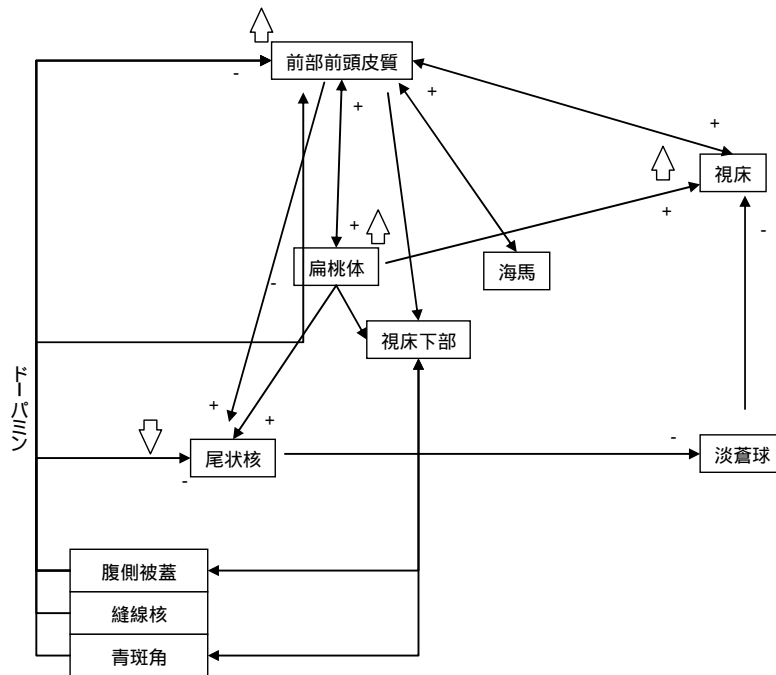 前部前頭皮質
-
+
+
+
視床
-
+
+
扁桃体
海馬
-
視床下部
ドーパミン
+
+
尾状核
-
-
淡蒼球
腹側被蓋
縫線核
青斑角